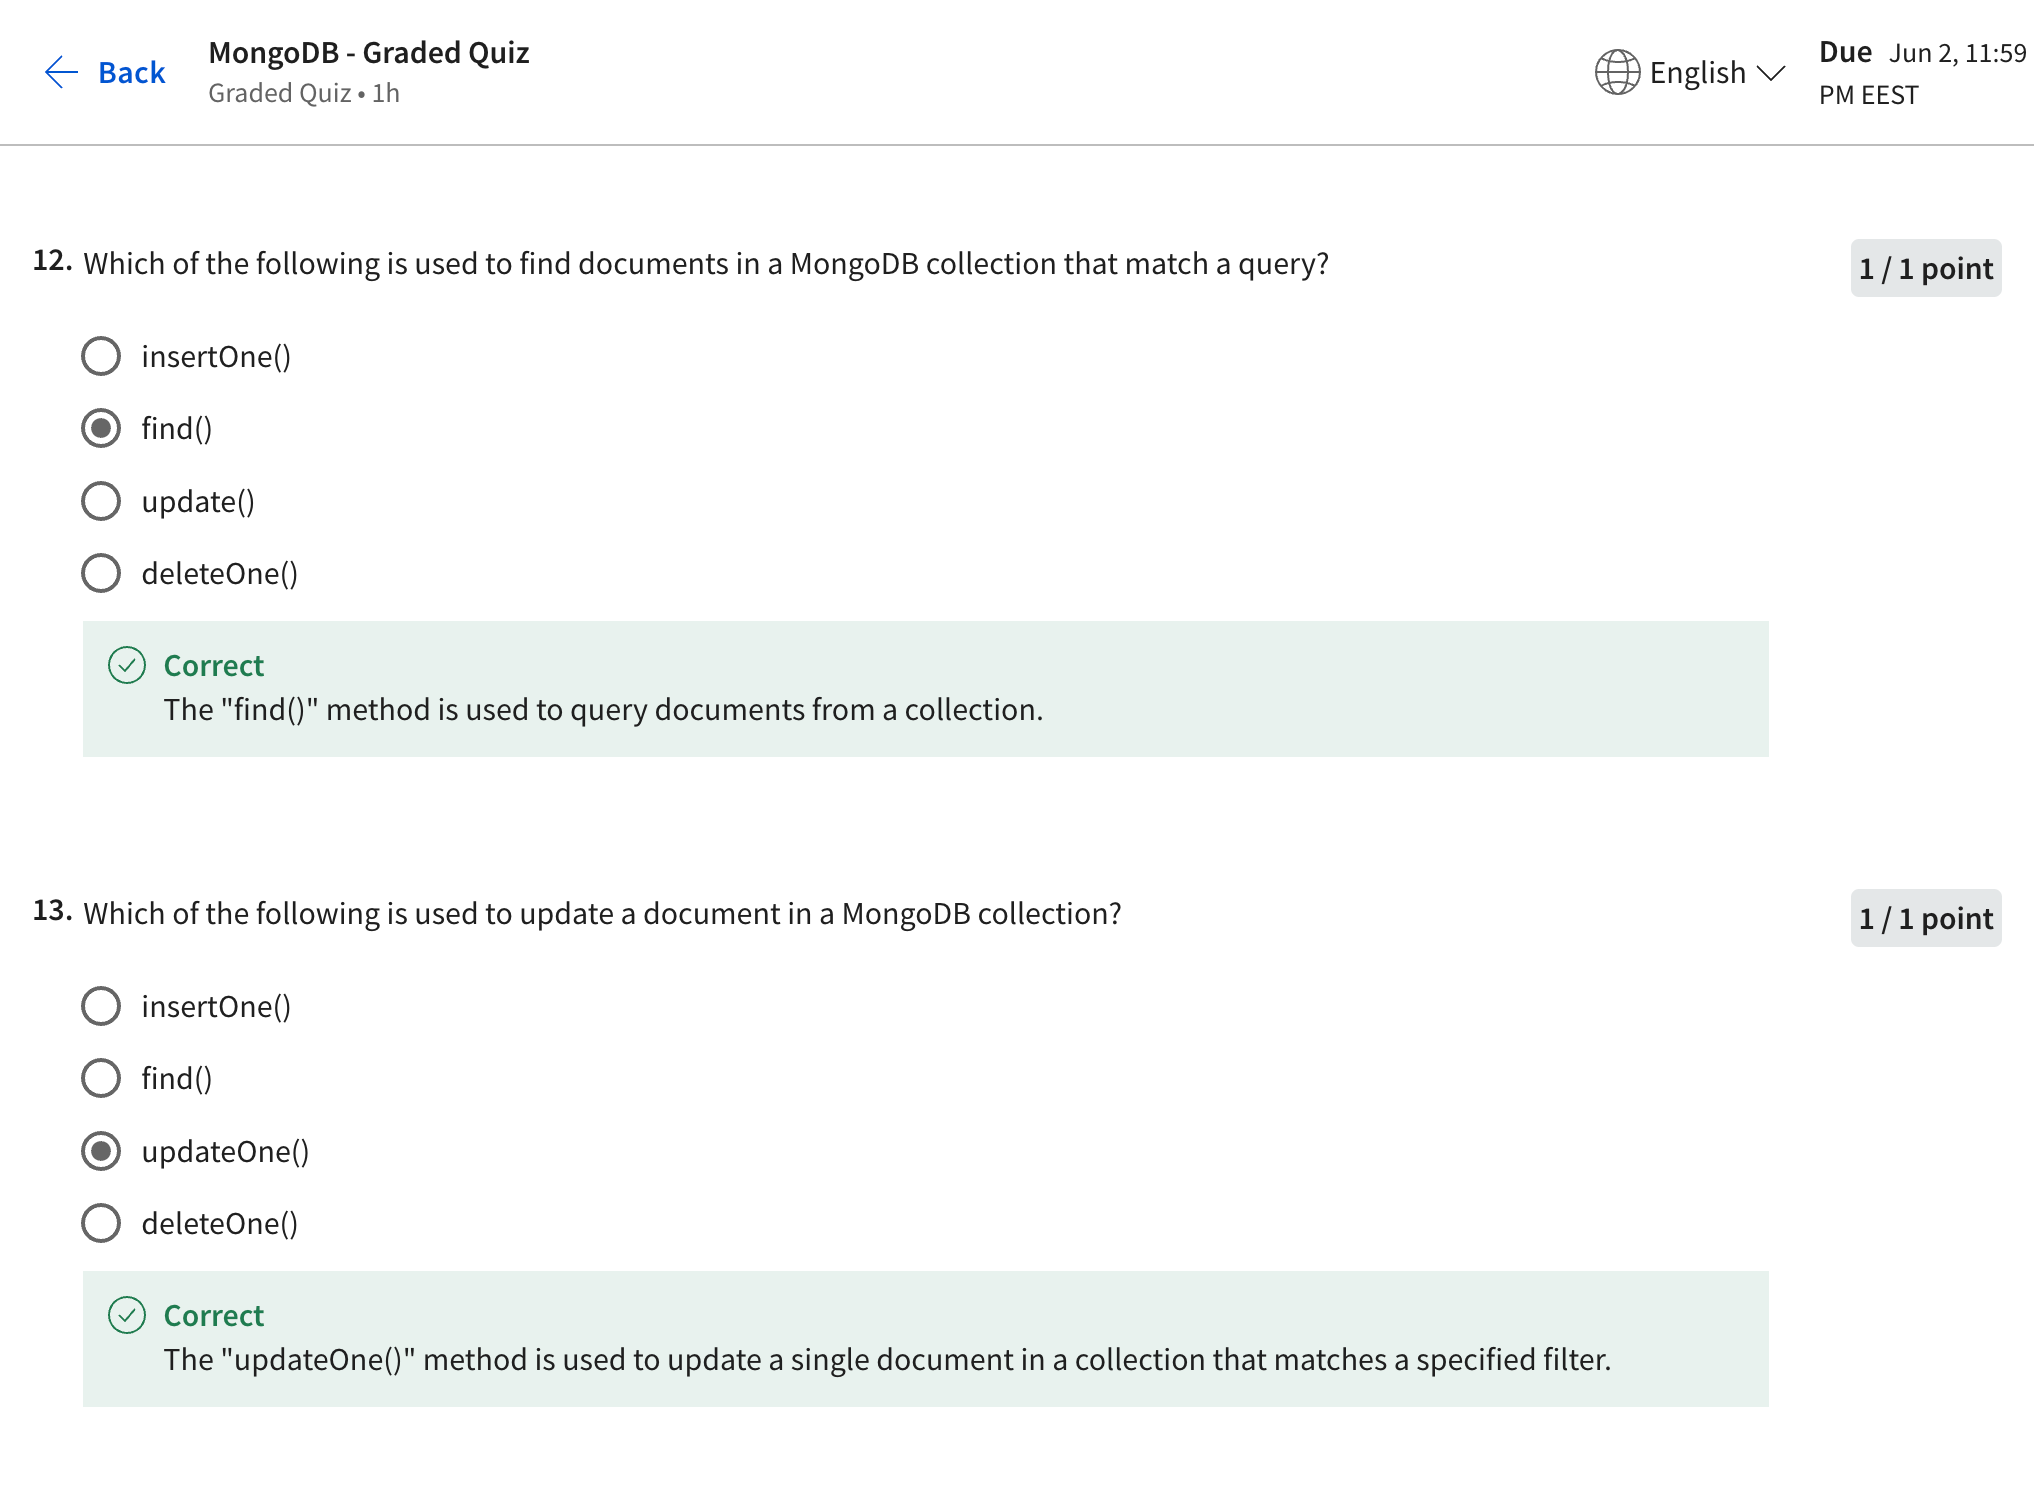 Back
MongoDB - Graded Quiz
Graded Quiz • 1h
English
Due Jun 2, 11:59
PM EEST
12. Which of the following is used to find documents in a MongoDB collection that match a query?
1 / 1 point
insertOne()
find()
update()
deleteOne()
Correct
The "find()" method is used to query documents from a collection.
13. Which of the following is used to update a document in a MongoDB collection?
1 / 1 point
insertOne()
find()
updateOne()
deleteOne()
Correct
The "updateOne()" method is used to update a single document in a collection that matches a specified filter.